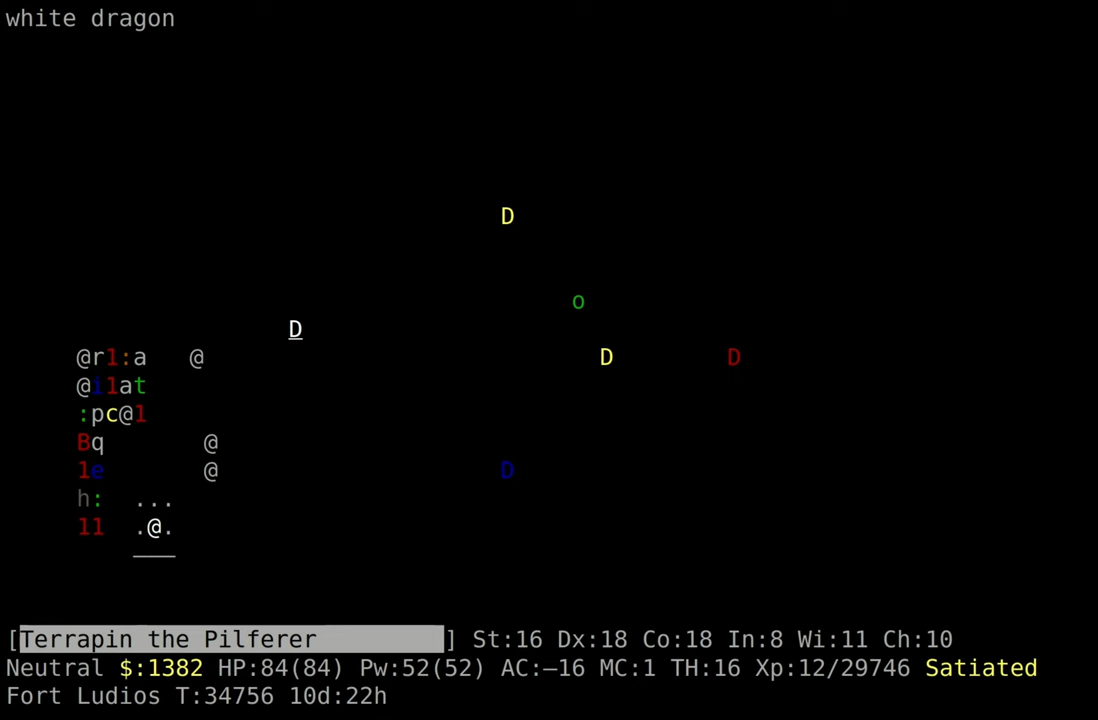 white dragon
D
o
D
@r1:a @ D D
@i1at
:pc@1
Bq @
1e @ D
h: ...
11 .@.
___
[Terrapin the Pilferer ] St:16 Dx:18 Co:18 In:8 Wi:11 Ch:10
Neutral $:1382 HP:84(84) Pw:52(52) AC:–16 MC:1 TH:16 Xp:12/29746 Satiated
Fort Ludios T:34756 10d:22h